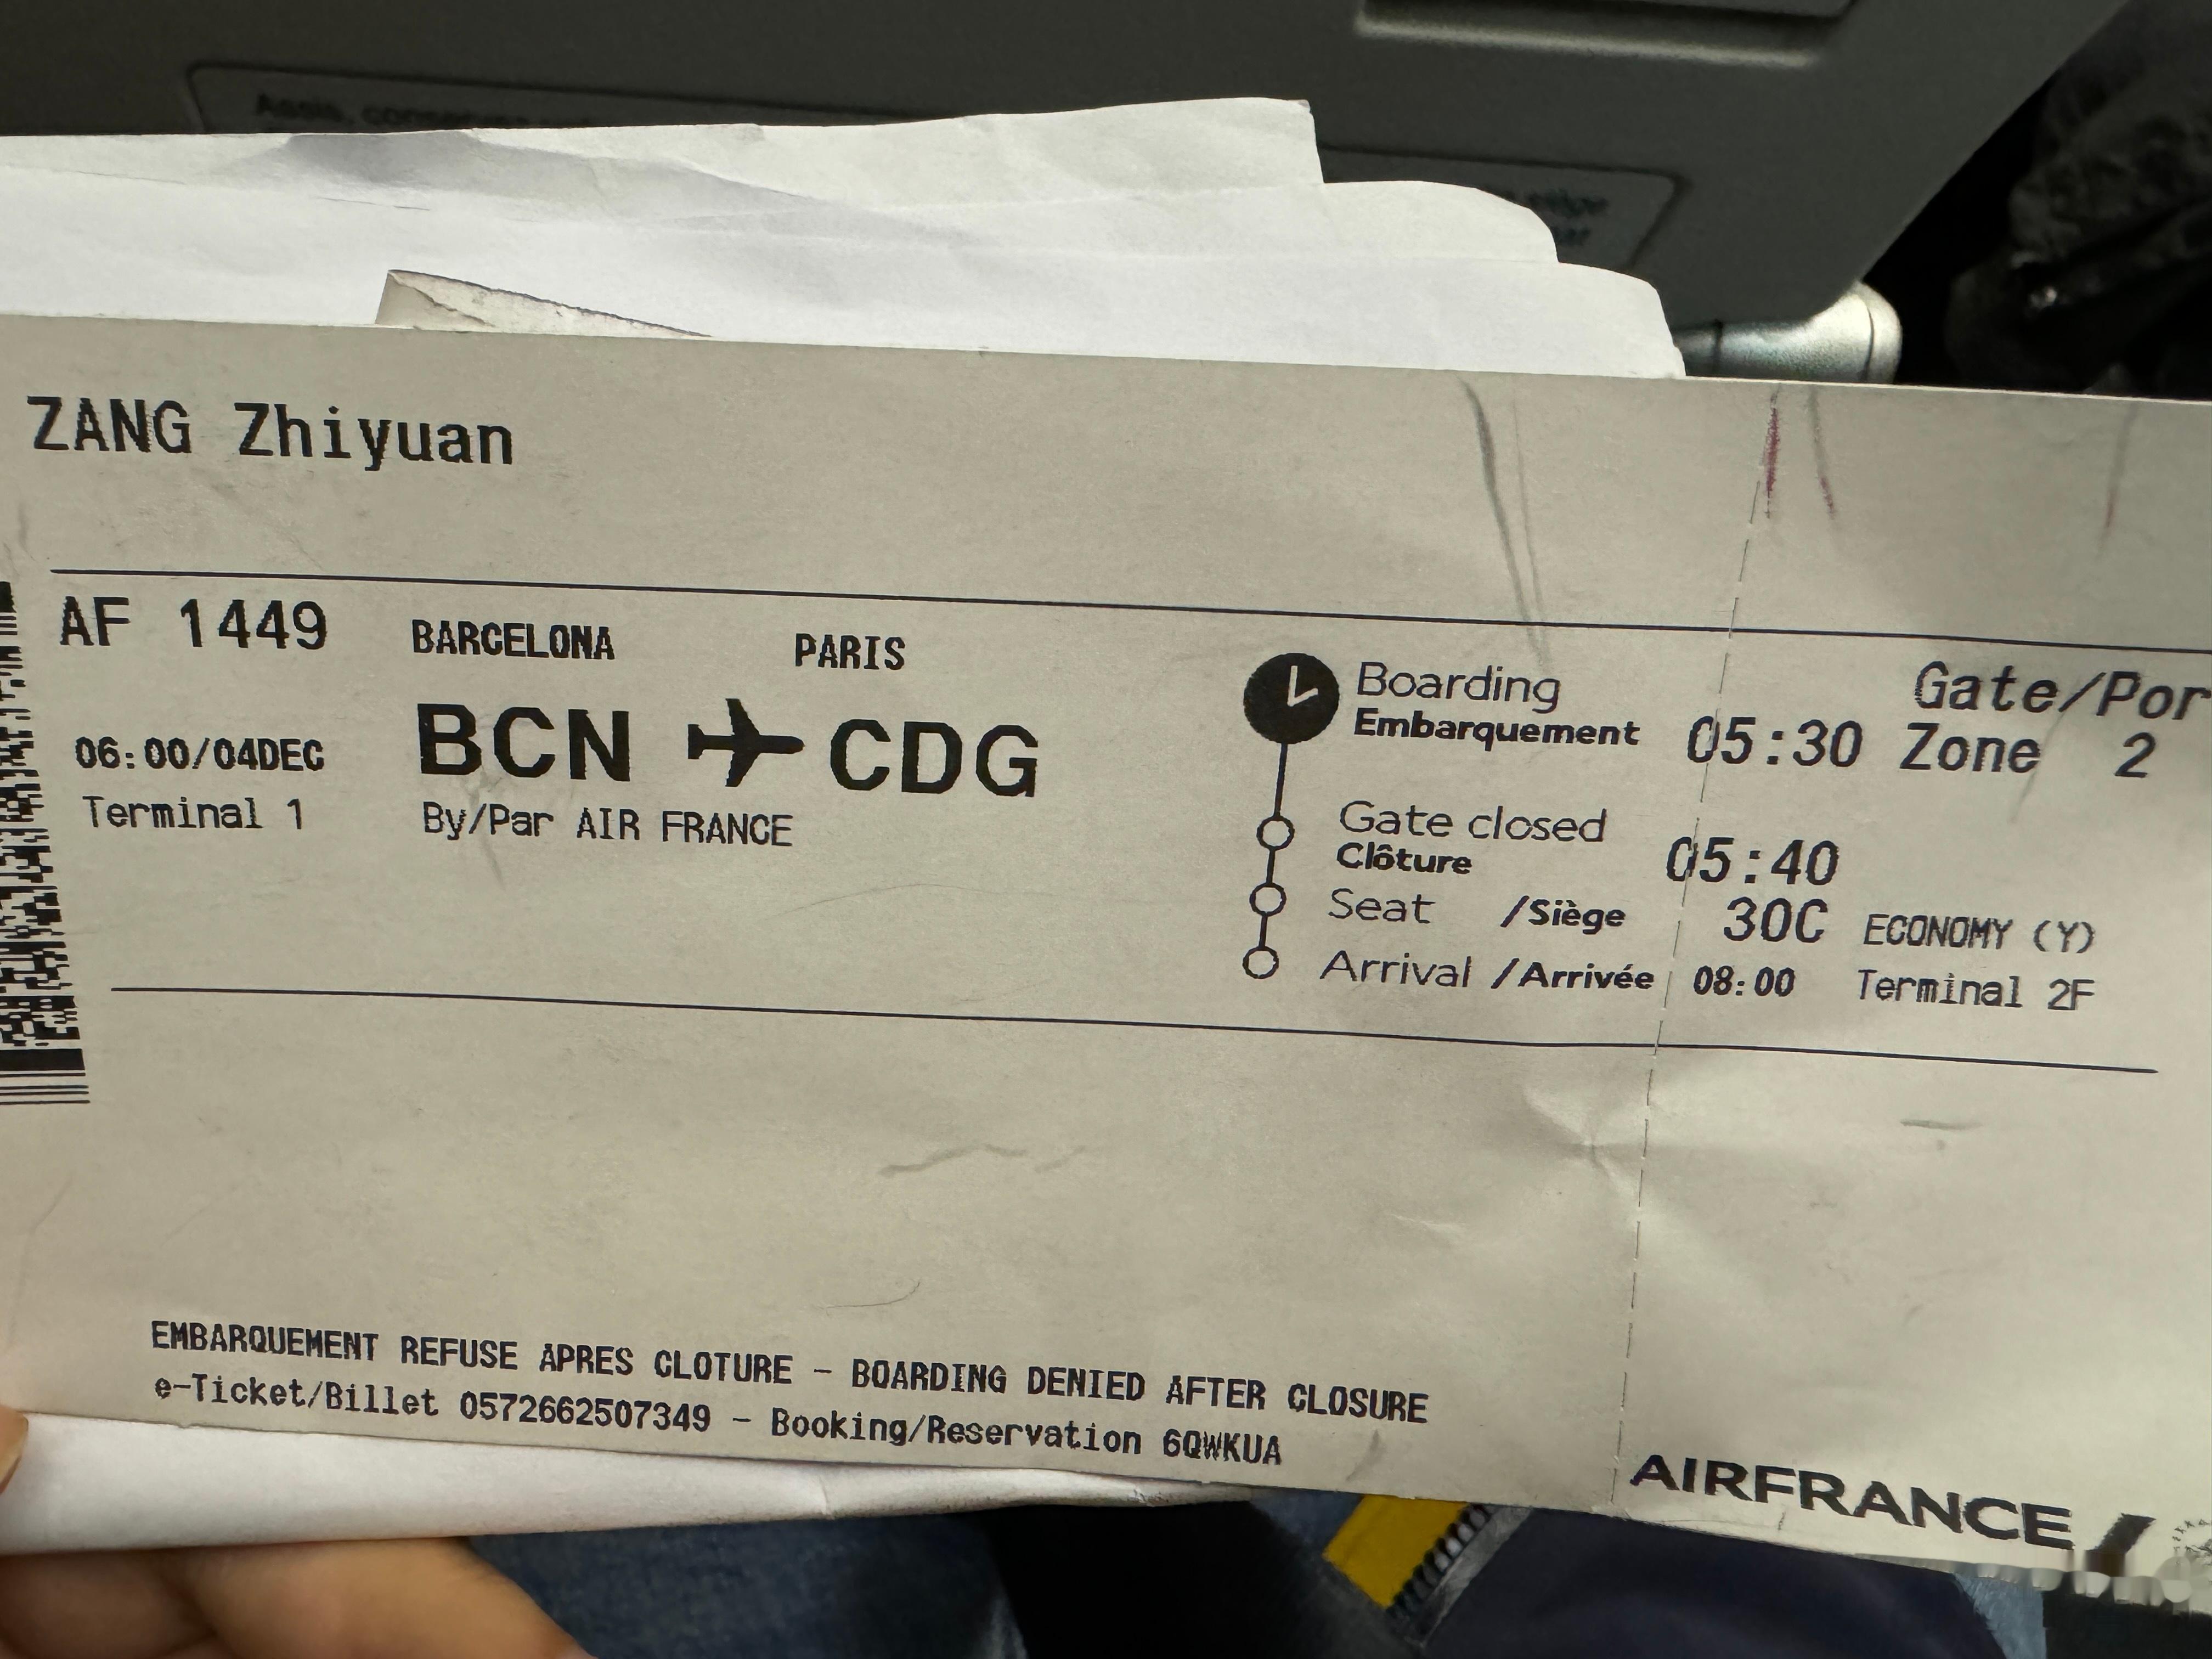 Assis,
ZANG Zhiyuan
AF 1449 BARCELONA PARIS
BCN CDG
06:00/04DEC
Terminal 1 By/Par AIR FRANCE
Boarding
Embarquement 05:30 Zone 2
Gate/Por
Gate closed
Clôture 05:40
Seat /Siège 30C ECONOMY (Y)
Arrival /Arrivée 08:00 Terminal 2F
EMBARQUEMENT REFUSE APRES CLOTURE - BOARDING DENIED AFTER CLOSURE
e-Ticket/Billet 0572662507349 - Booking/Reservation 6QWKUA
AIRFRANCE